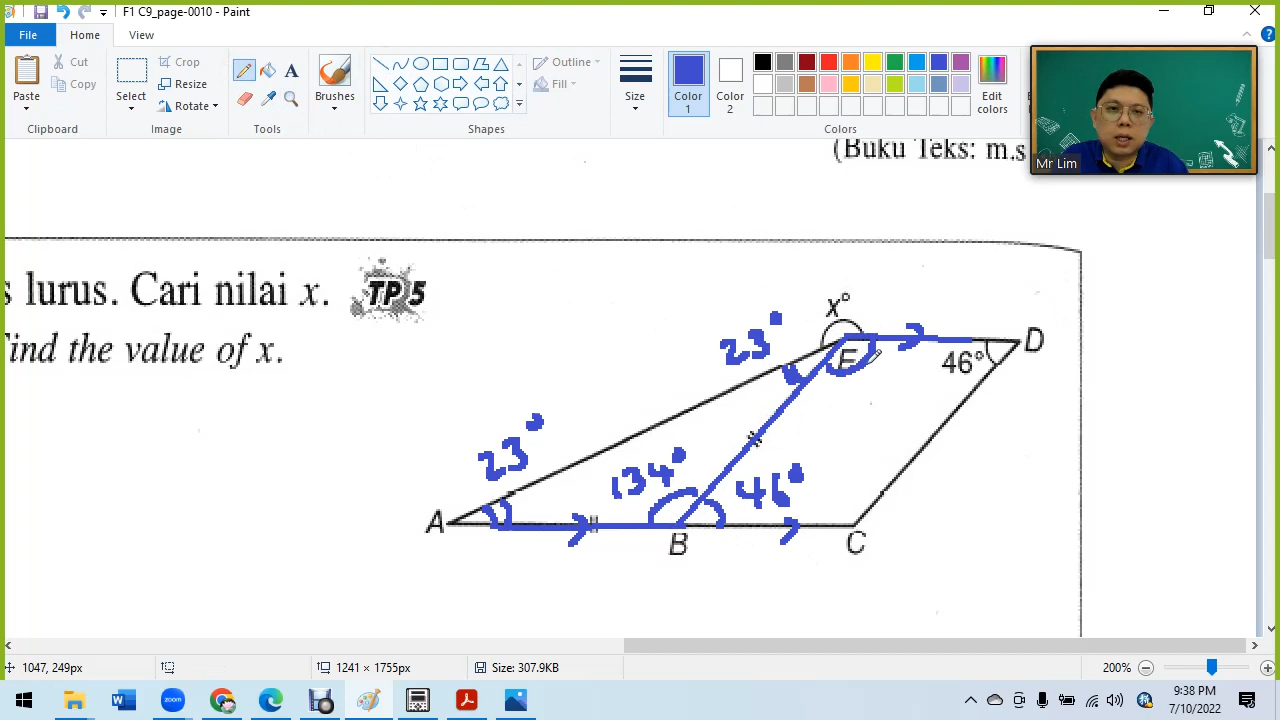 F1 C9_page-0010 - Paint
File Home View
Paste
Cut
Copy
Clipboard
Select
Crop
Resize
Rotate
Image
A
Tools
Brushes
Shapes
Outline
Fill
Size
Color 1
Color 2
Colors
Edit colors
Mr Lim
(Buku Teks: m.s
s lurus. Cari nilai x. TP 5
Find the value of x.
x°
23°
E
D
46°
23°
134°
46°
A
B
C
1047, 249px
1241 × 1755px
Size: 307.9KB
200%
zoom
9:38 PM
7/10/2022